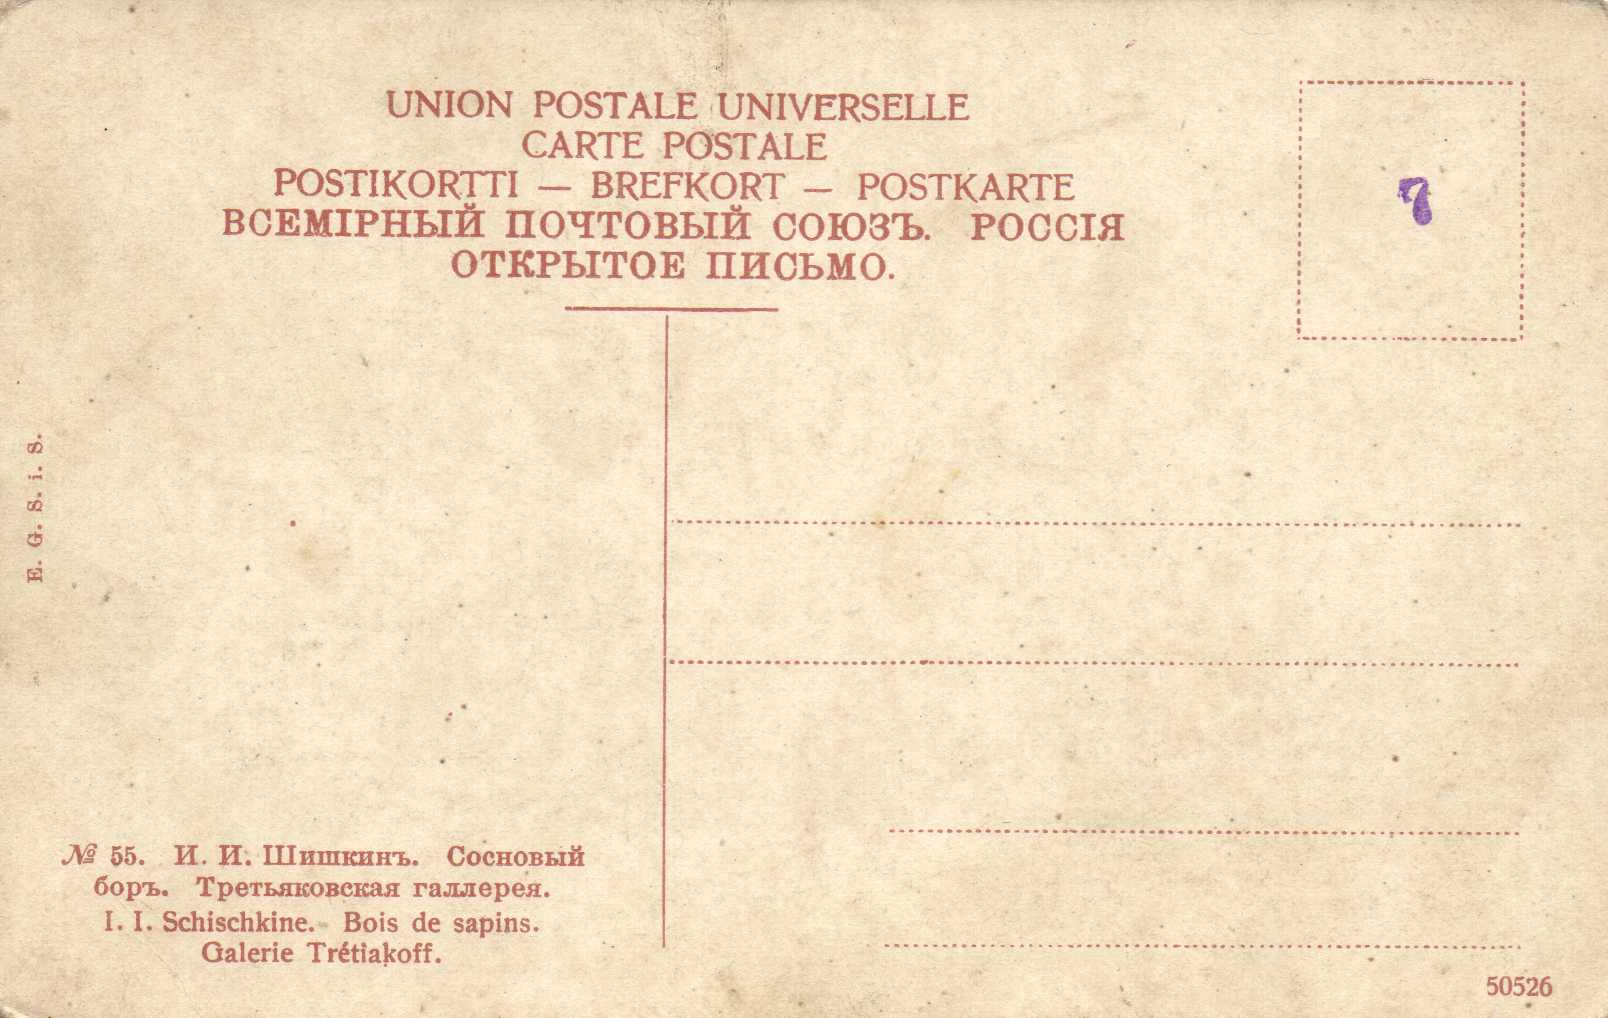 UNION POSTALE UNIVERSELLE
CARTE POSTALE
POSTIKORTTI — BREFKORT — POSTKARTE
ВСЕМІРНЫЙ ПОЧТОВЫЙ СОЮЗЪ. РОССІЯ
ОТКРЫТОЕ ПИСЬМО.
7
E. G. S. i. S.
№ 55. И. И. Шишкинъ. Сосновый
боръ. Третьяковская галлерея.
I. I. Schischkine. Bois de sapins.
Galerie Trétiakoff.
50526